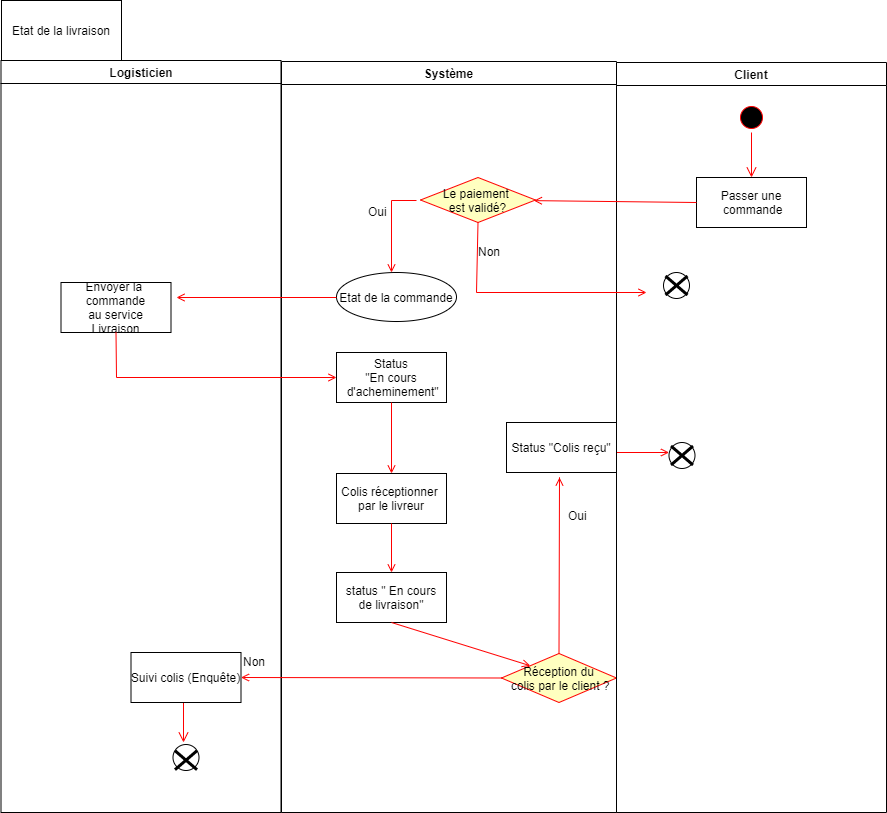 Etat de la livraison
Logisticien
Système
Client
Le paiement
est validé?
Passer une
commande
Oui
Non
Envoyer la
commande
au service
Livraison
Etat de la commande
Status
"En cours
d'acheminement"
Status "Colis reçu"
Colis réceptionner
par le livreur
Oui
status " En cours
de livraison"
Non
Suivi colis (Enquête)
Réception du
colis par le client ?